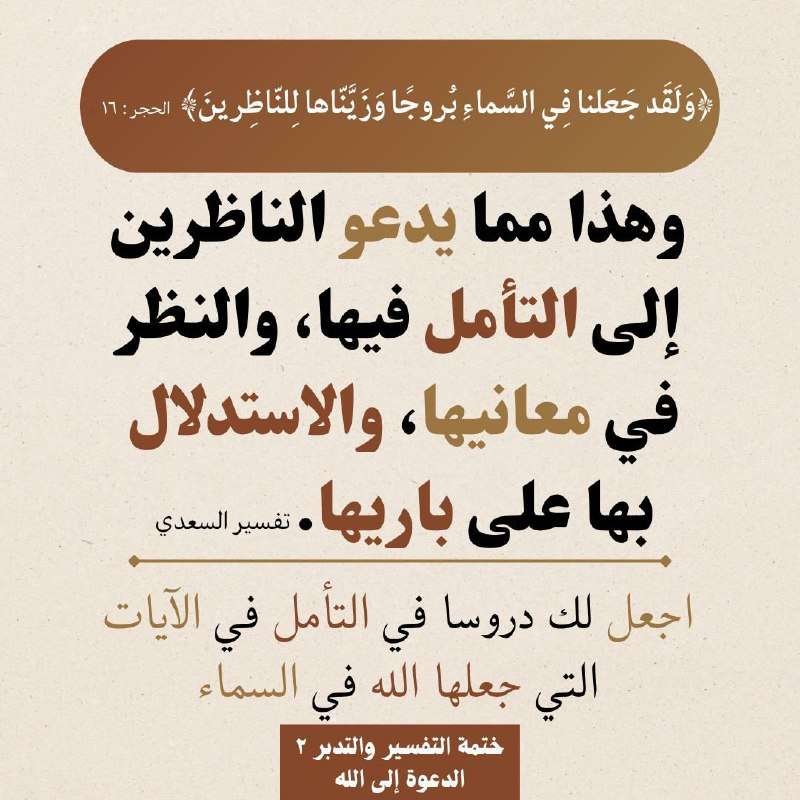 ﴿وَلَقَد جَعَلنا فِي السَّماءِ بُروجًا وَزَيَّنّاها لِلنّاظِرينَ﴾ الحجر: ١٦
وهذا مما يدعو الناظرين
إلى التأمل فيها، والنظر
في معانيها، والاستدلال
بها على باريها. تفسير السعدي
اجعل لك دروسا في التأمل في الآيات
التي جعلها الله في السماء
ختمة التفسير والتدبر ٢
الدعوة إلى الله